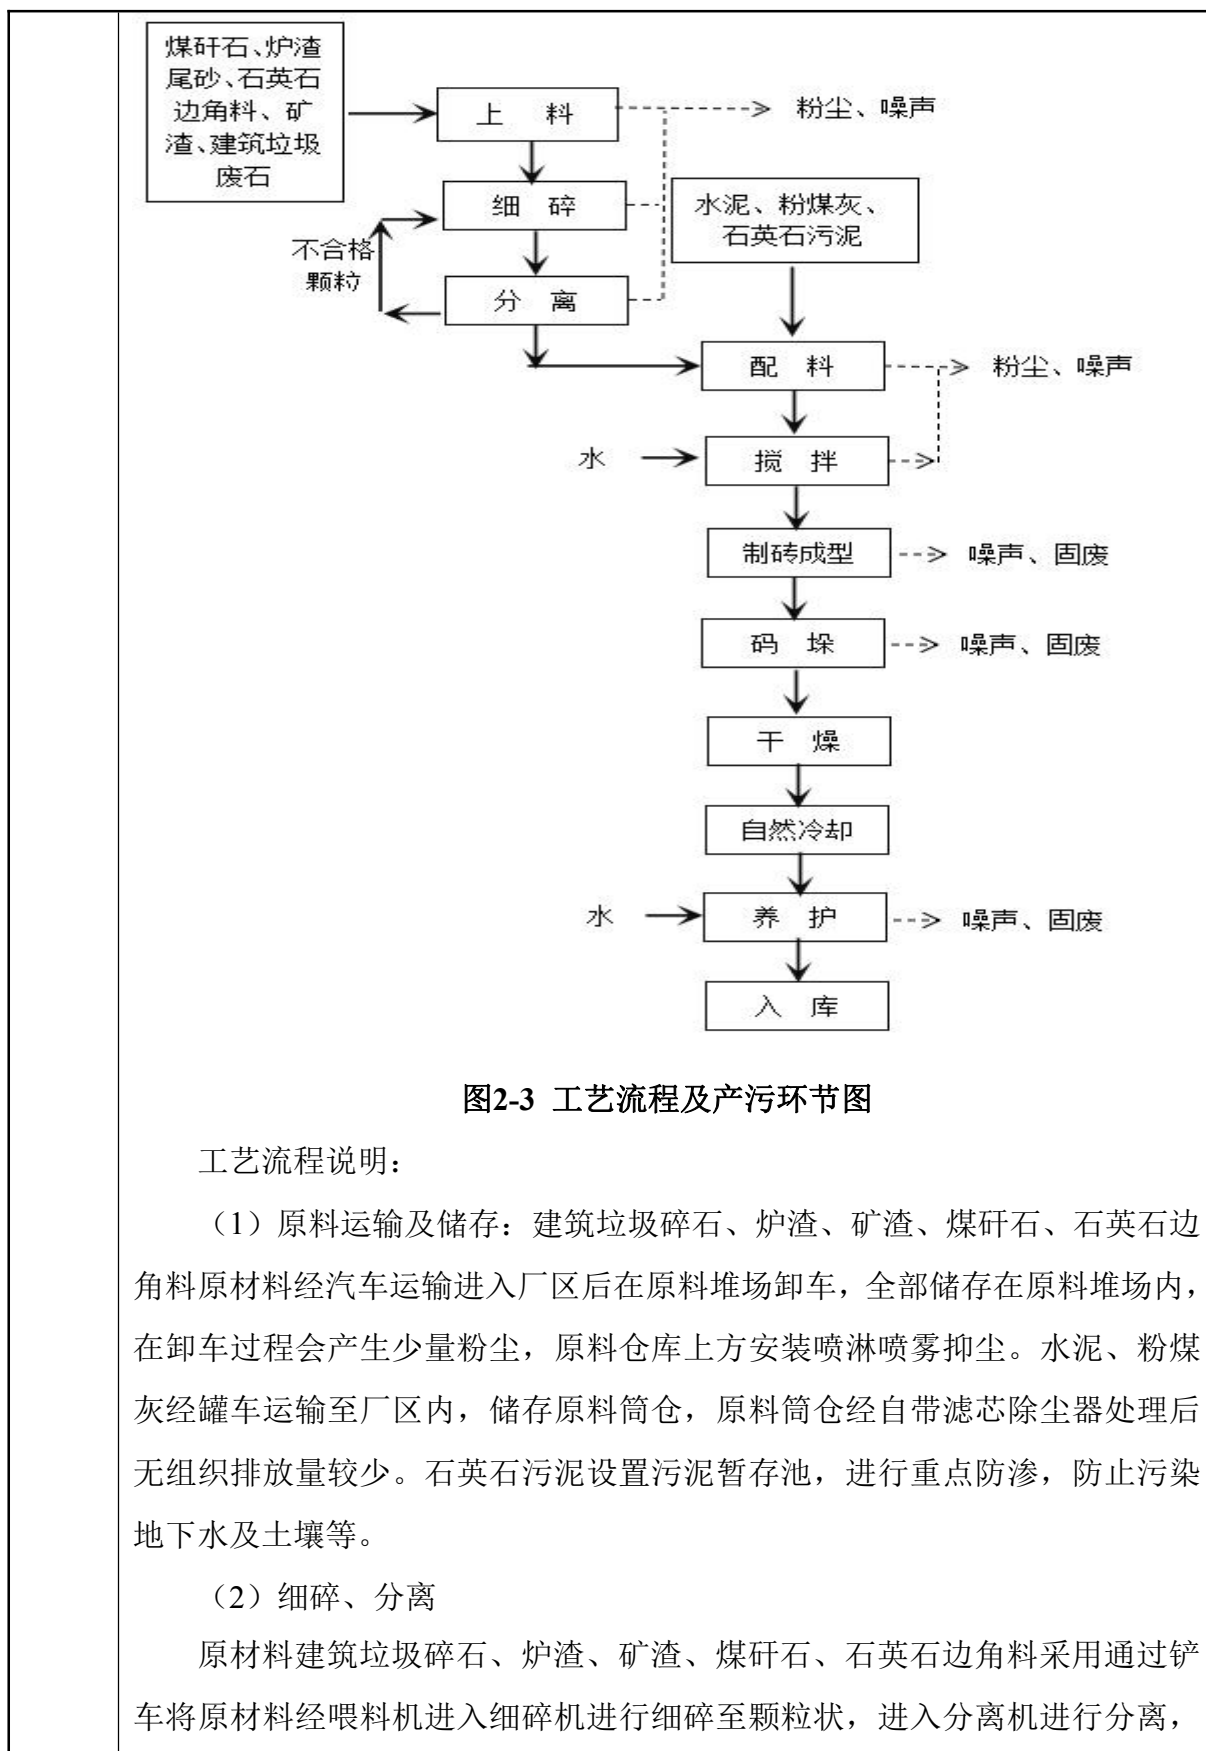 煤矸石、炉渣
尾砂、石英石
边角料、矿
渣、建筑垃圾
废石
上 料
粉尘、噪声
细 碎
水泥、粉煤灰、
石英石污泥
不合格
颗粒
分 离
配 料
粉尘、噪声
水
搅 拌
制砖成型
噪声、固废
码 垛
噪声、固废
干 燥
自然冷却
水
养 护
噪声、固废
入 库
图2-3 工艺流程及产污环节图
工艺流程说明：
（1）原料运输及储存：建筑垃圾碎石、炉渣、矿渣、煤矸石、石英石边
角料原材料经汽车运输进入厂区后在原料堆场卸车，全部储存在原料堆场内，
在卸车过程会产生少量粉尘，原料仓库上方安装喷淋喷雾抑尘。水泥、粉煤
灰经罐车运输至厂区内，储存原料筒仓，原料筒仓经自带滤芯除尘器处理后
无组织排放量较少。石英石污泥设置污泥暂存池，进行重点防渗，防止污染
地下水及土壤等。
（2）细碎、分离
原材料建筑垃圾碎石、炉渣、矿渣、煤矸石、石英石边角料采用通过铲
车将原材料经喂料机进入细碎机进行细碎至颗粒状，进入分离机进行分离，